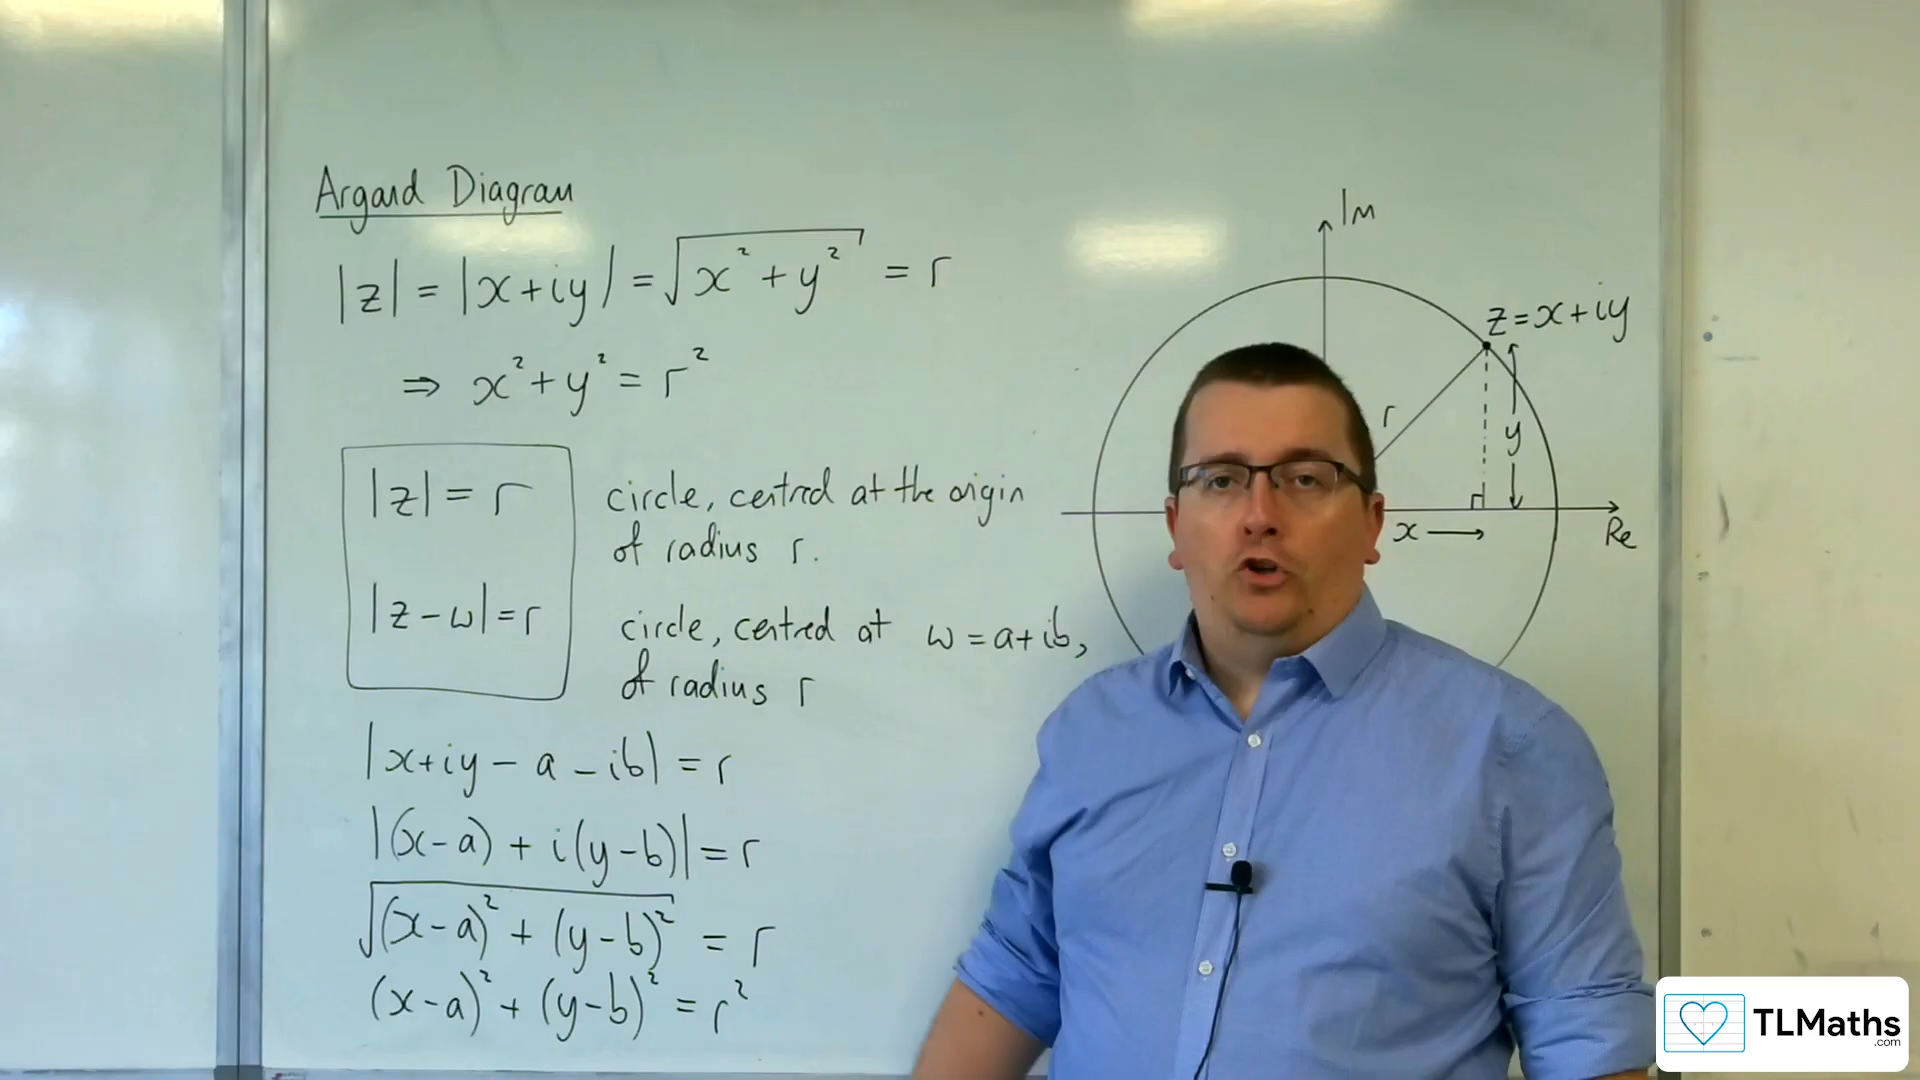 Argand Diagram
|z| = |x+iy| = √(x² + y²) = r
⇒ x² + y² = r²
|z| = r
circle, centred at the origin
of radius r.
|z - w| = r
circle, centred at w = a + ib,
of radius r
|x+iy - a - ib| = r
|(x-a) + i(y-b)| = r
√((x-a)² + (y-b)²) = r
(x-a)² + (y-b)² = r²
Im
z = x + iy
r
y
x
Re
TLMaths
.com